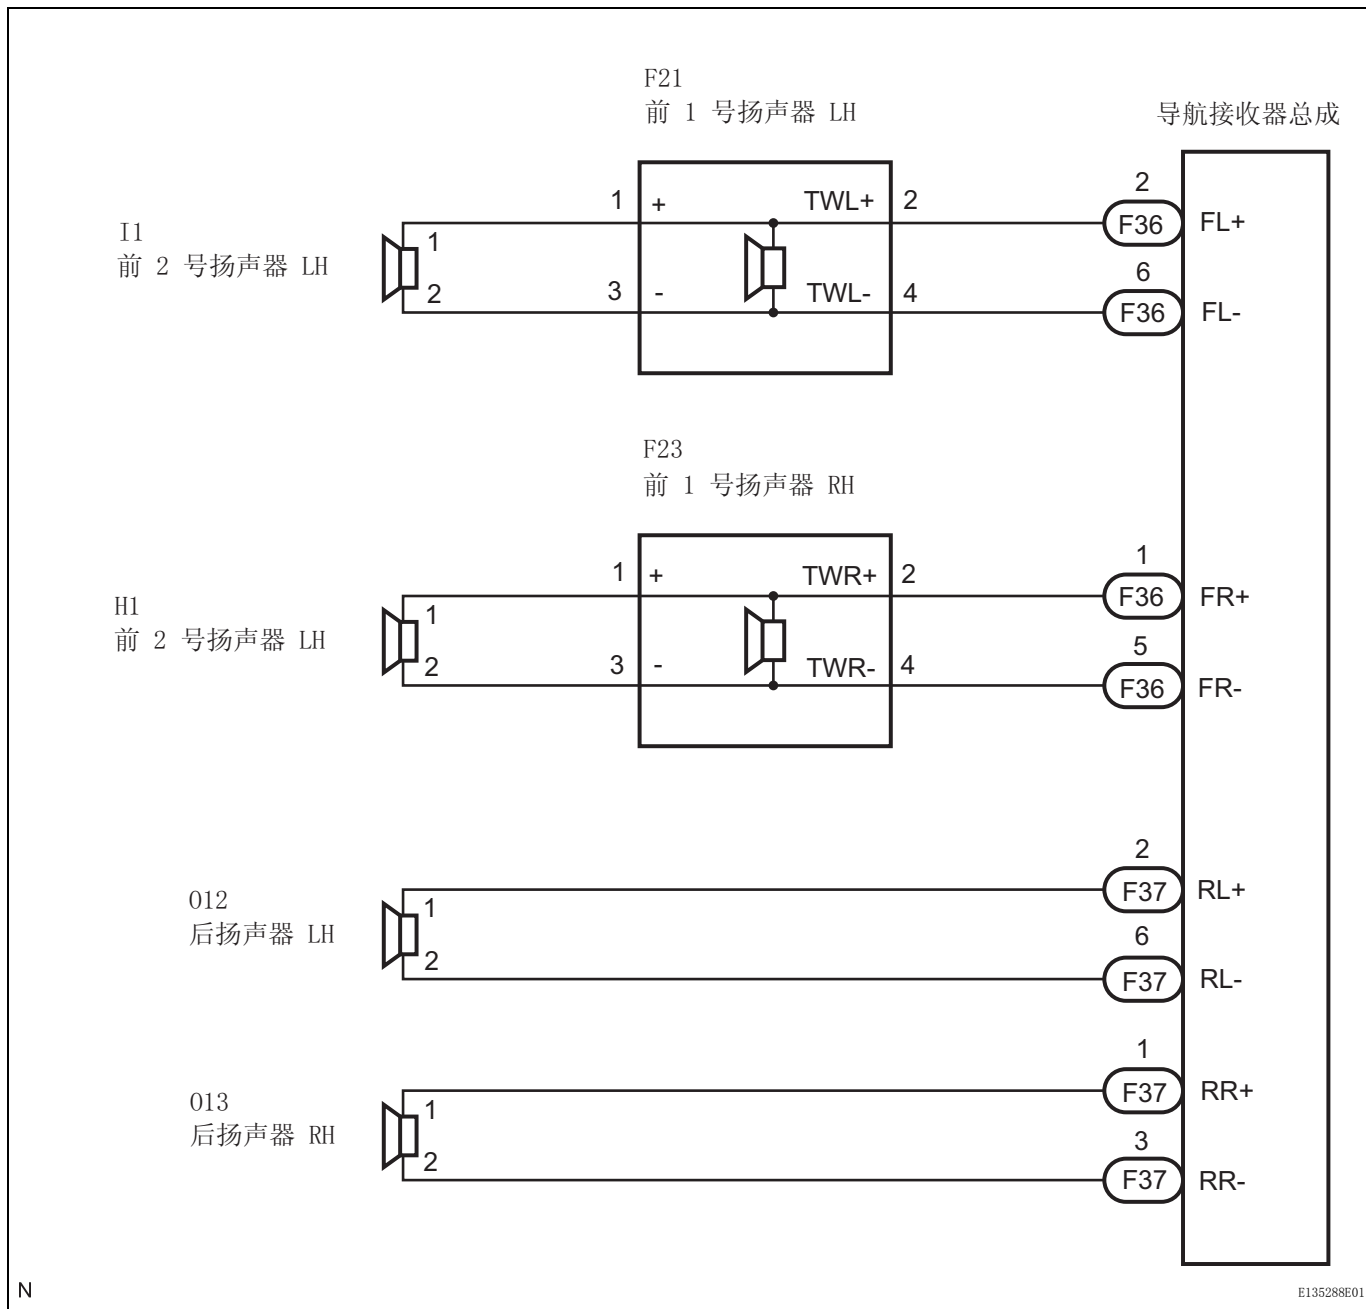 F21
前 1 号扬声器 LH
导航接收器总成
1 + TWL+ 2
2
F36 FL+
I1
前 2 号扬声器 LH
1
2
3 - TWL- 4
6
F36 FL-
F23
前 1 号扬声器 RH
1 + TWR+ 2
1
F36 FR+
H1
前 2 号扬声器 LH
1
2
3 - TWR- 4
5
F36 FR-
2
F37 RL+
O12
后扬声器 LH
1
2
6
F37 RL-
1
F37 RR+
O13
后扬声器 RH
1
2
3
F37 RR-
N
E135288E01